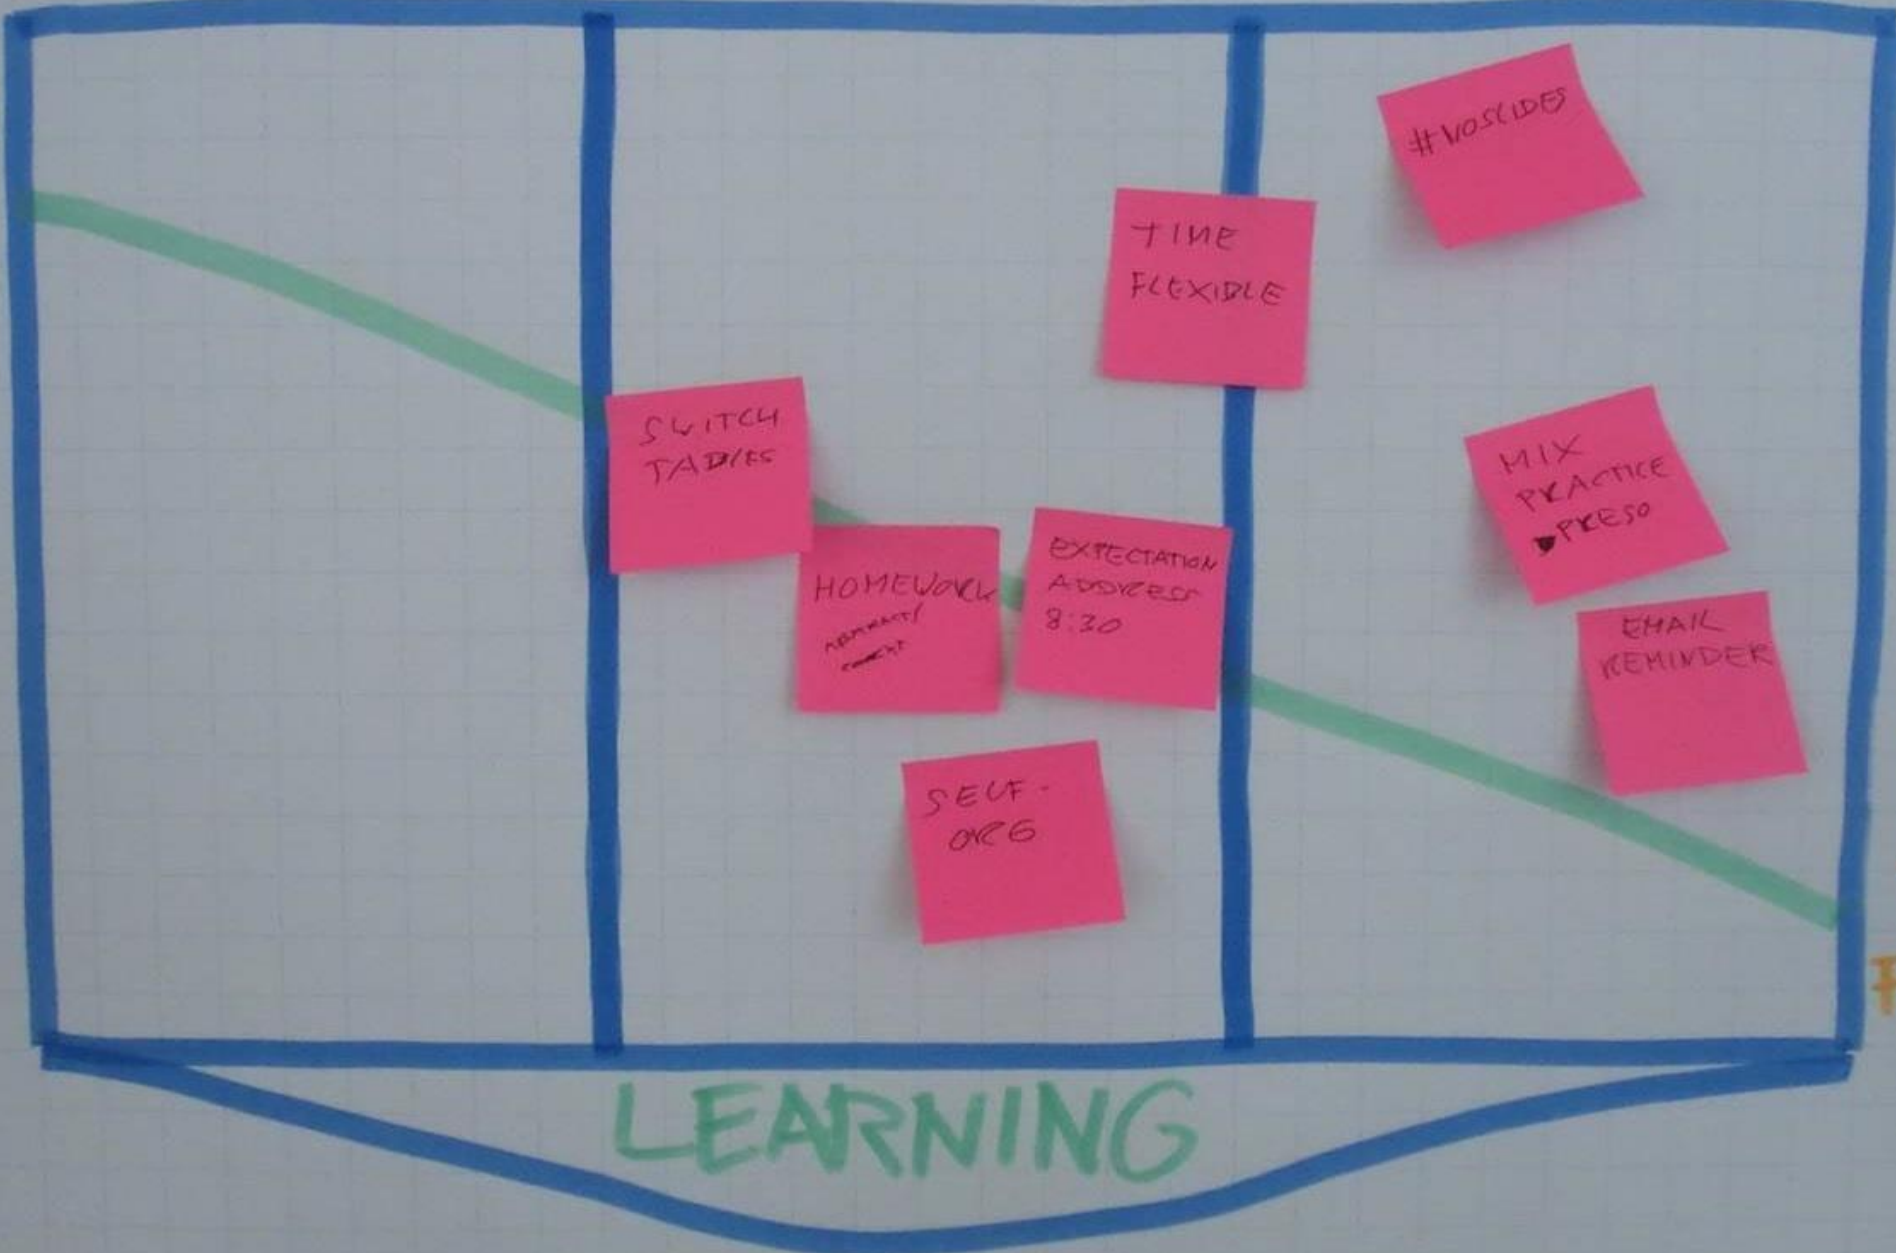 #NOSLIDES
TIME
FLEXIBLE
SWITCH
TABLES
MIX
PRACTICE
PRESO
HOMEWORK
EXPECTATION
ADDRESS
8:30
EMAIL
REMINDER
SELF-
ORG
LEARNING